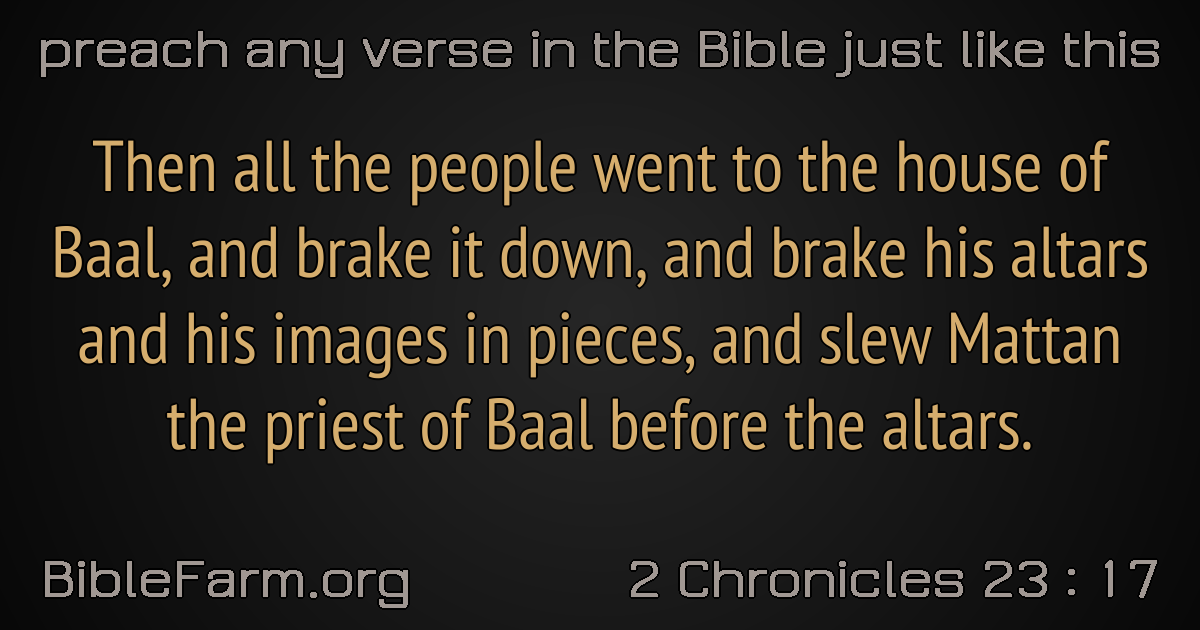 preach any verse in the Bible just like this
Then all the people went to the house of
Baal, and brake it down, and brake his altars
and his images in pieces, and slew Mattan
the priest of Baal before the altars.
BibleFarm.org
2 Chronicles 23 : 17